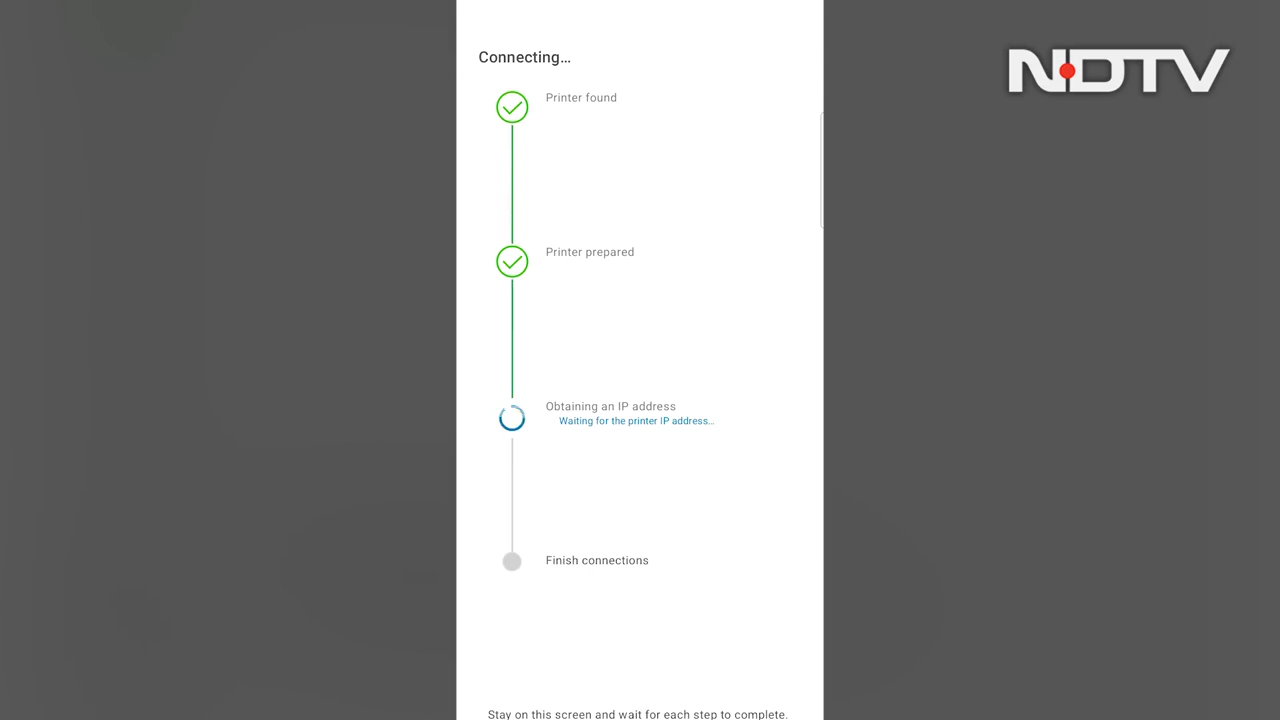 Connecting...
NDTV
Printer found
Printer prepared
Obtaining an IP address
Waiting for the printer IP address...
Finish connections
Stay on this screen and wait for each step to complete.